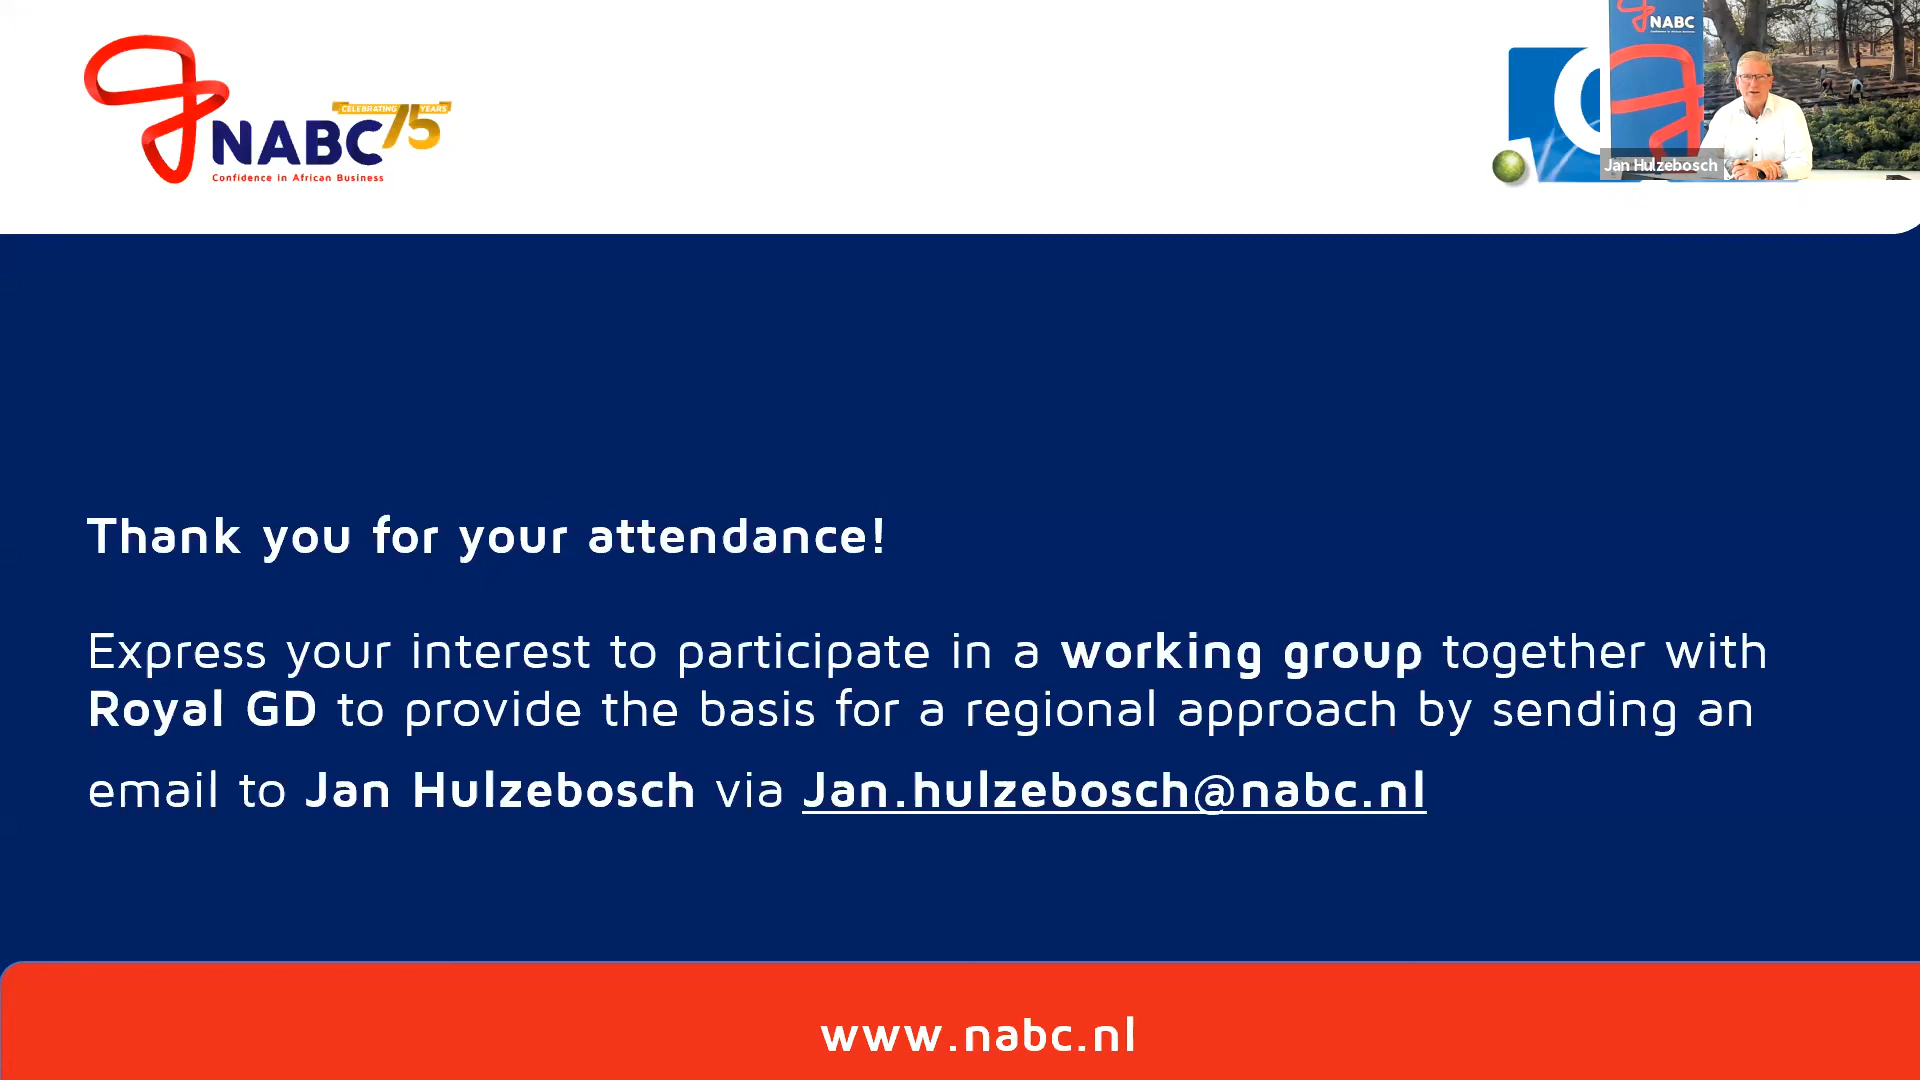 NABC
CELEBRATING 75 YEARS
Confidence in African Business
NABC
Jan Hulzebosch
Thank you for your attendance!
Express your interest to participate in a working group together with
Royal GD to provide the basis for a regional approach by sending an
email to Jan Hulzebosch via Jan.hulzebosch@nabc.nl
www.nabc.nl